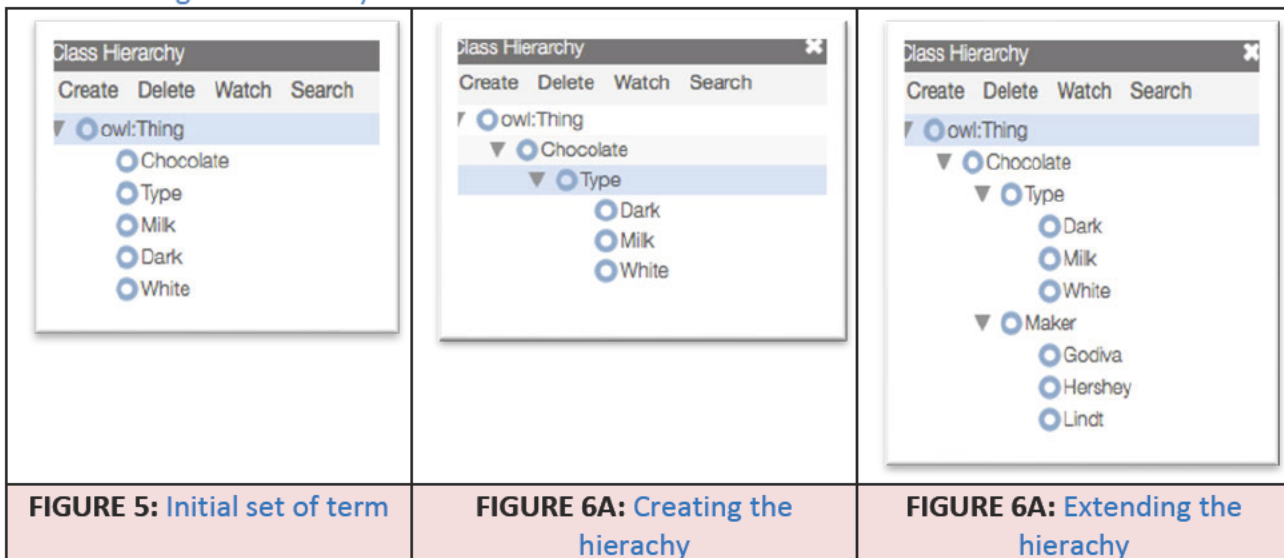 Class Hierarchy
Create Delete Watch Search
owl:Thing
Chocolate
Type
Milk
Dark
White
FIGURE 5: Initial set of term
Class Hierarchy
Create Delete Watch Search
owl:Thing
Chocolate
Type
Dark
Milk
White
FIGURE 6A: Creating the
hierachy
Class Hierarchy
Create Delete Watch Search
owl:Thing
Chocolate
Type
Dark
Milk
White
Maker
Godiva
Hershey
Lindt
FIGURE 6A: Extending the
hierachy